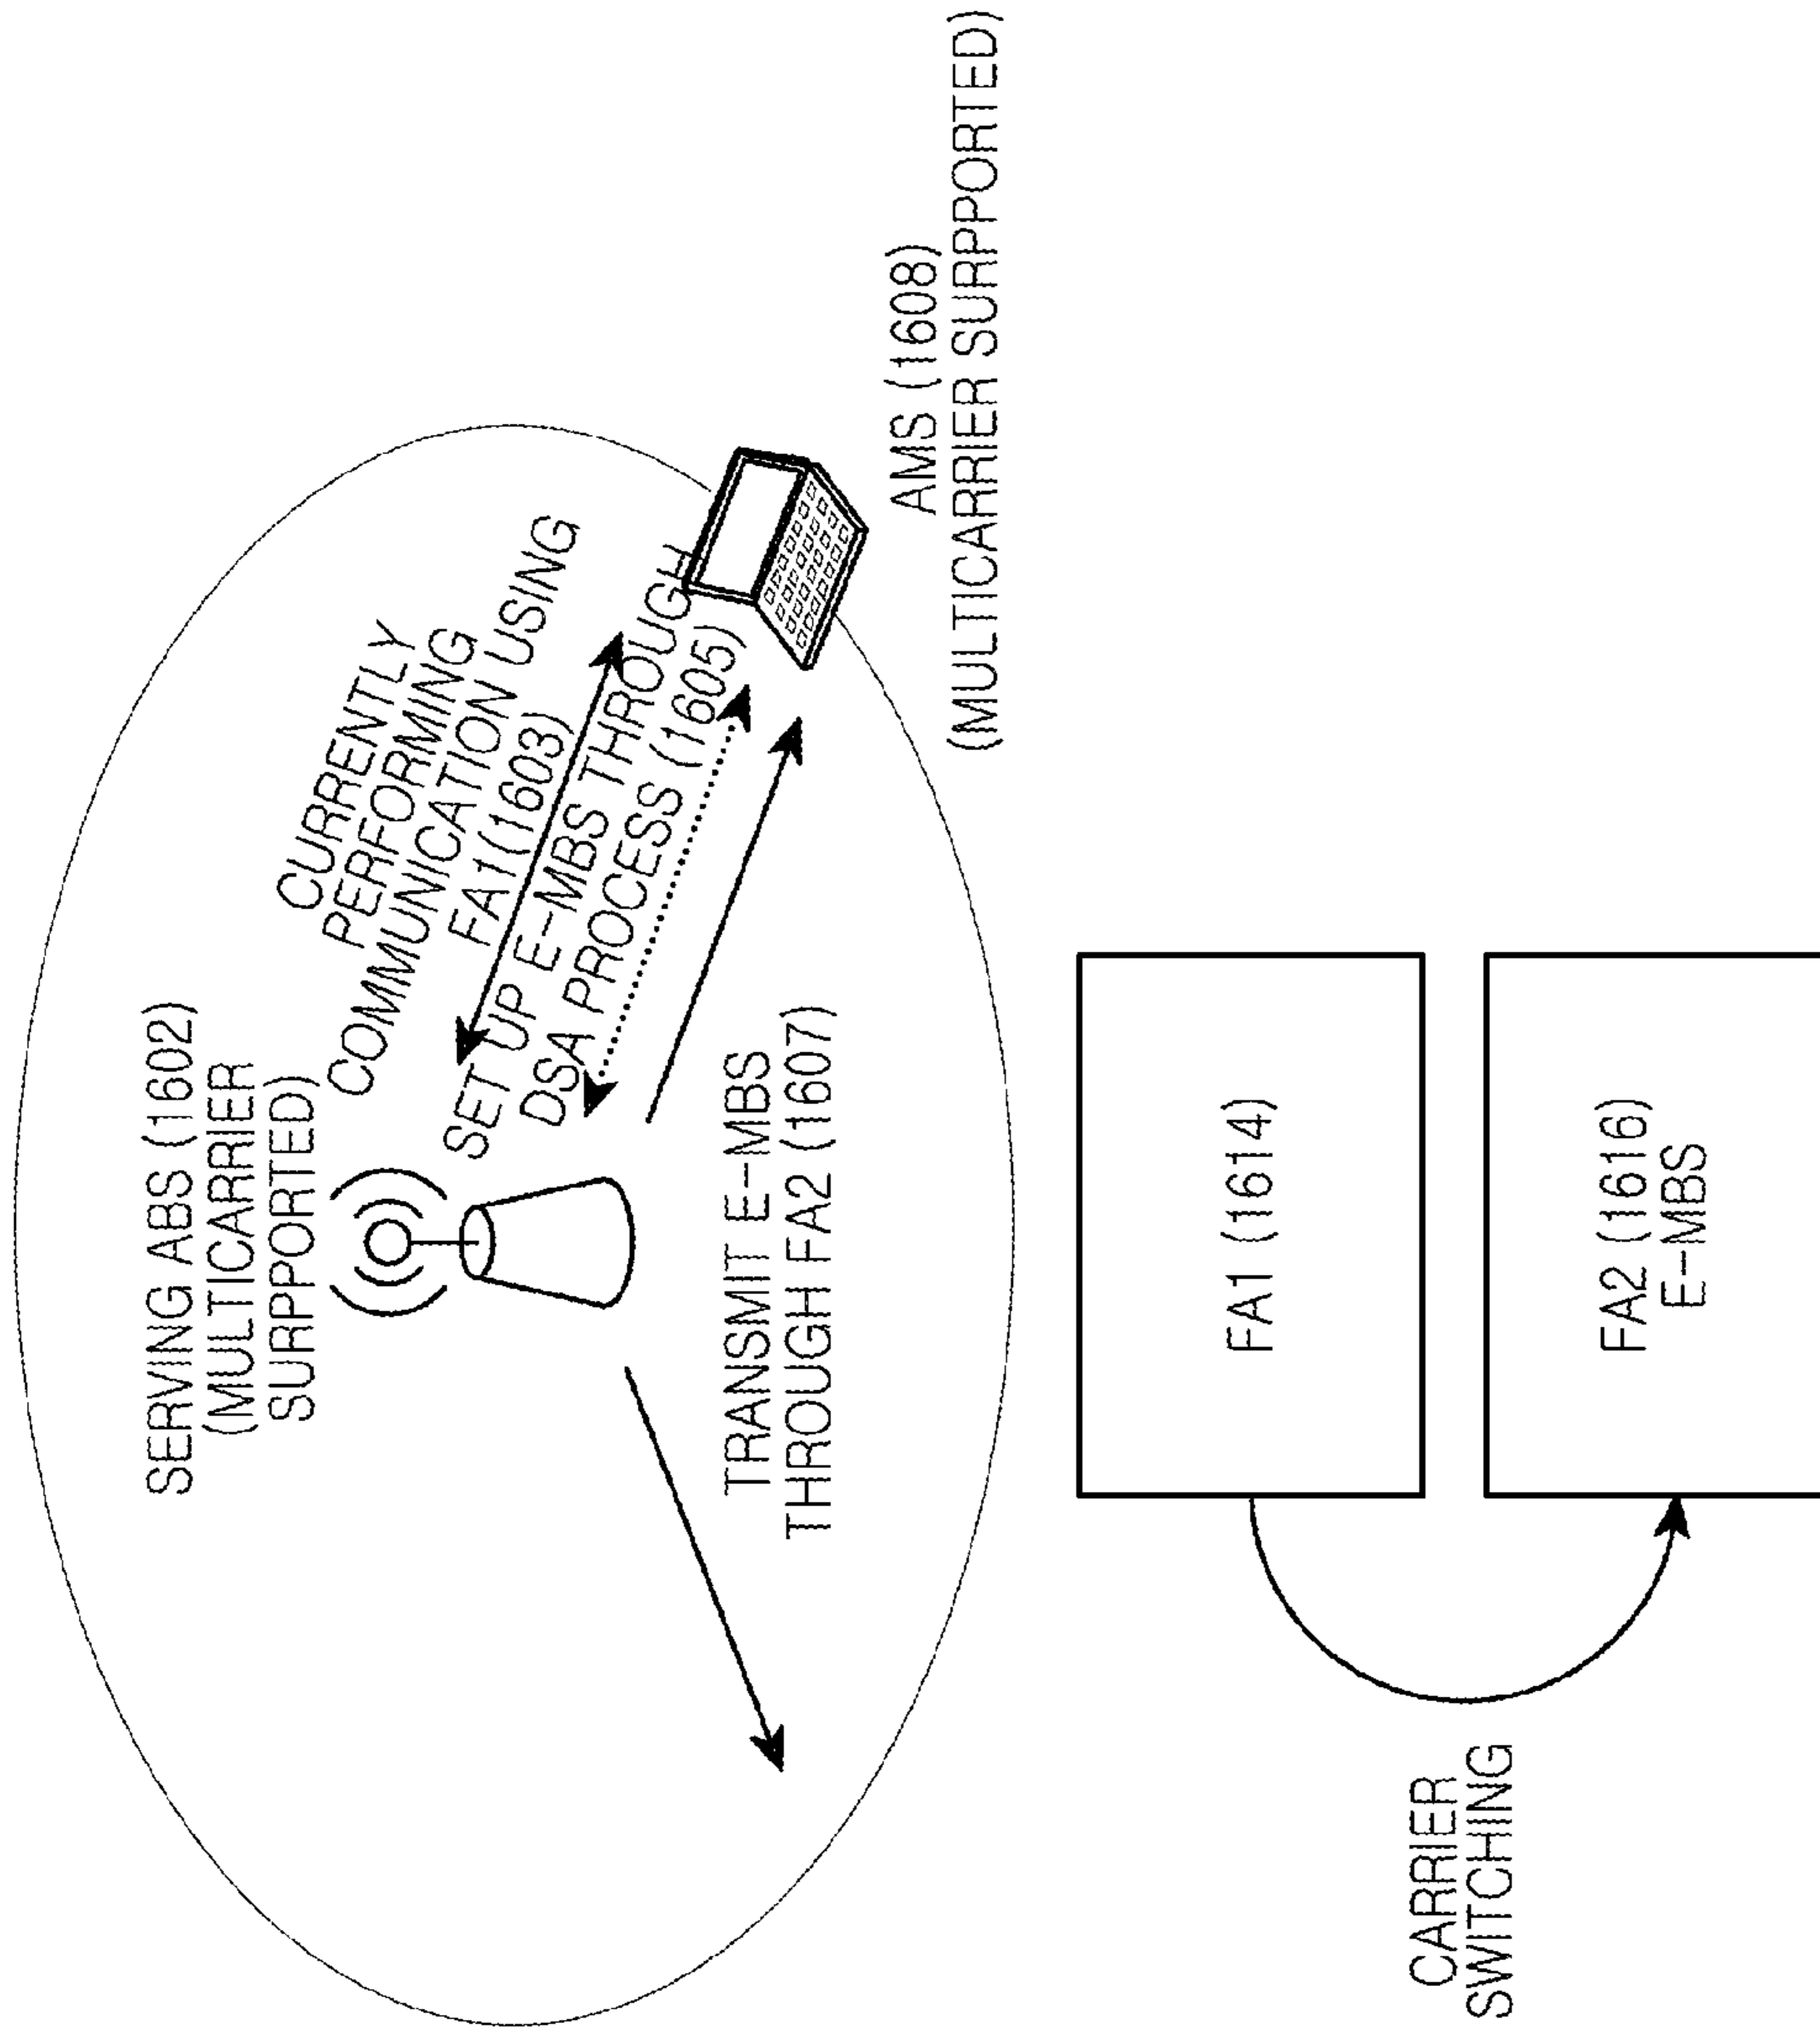 SERVING ABS (1602)
(MULTICARRIER
SURPPORTED)
CURRENTLY
PERFORMING
COMMUNICATION USING
FA1(1603)
SET UP E-MBS THROUGH
DSA PROCESS (1605)
TRANSMIT E-MBS
THROUGH FA2 (1607)
AMS (1608)
(MULTICARRIER SURPPORTED)
CARRIER
SWITCHING
FA1 (1614)
FA2 (1616)
E-MBS